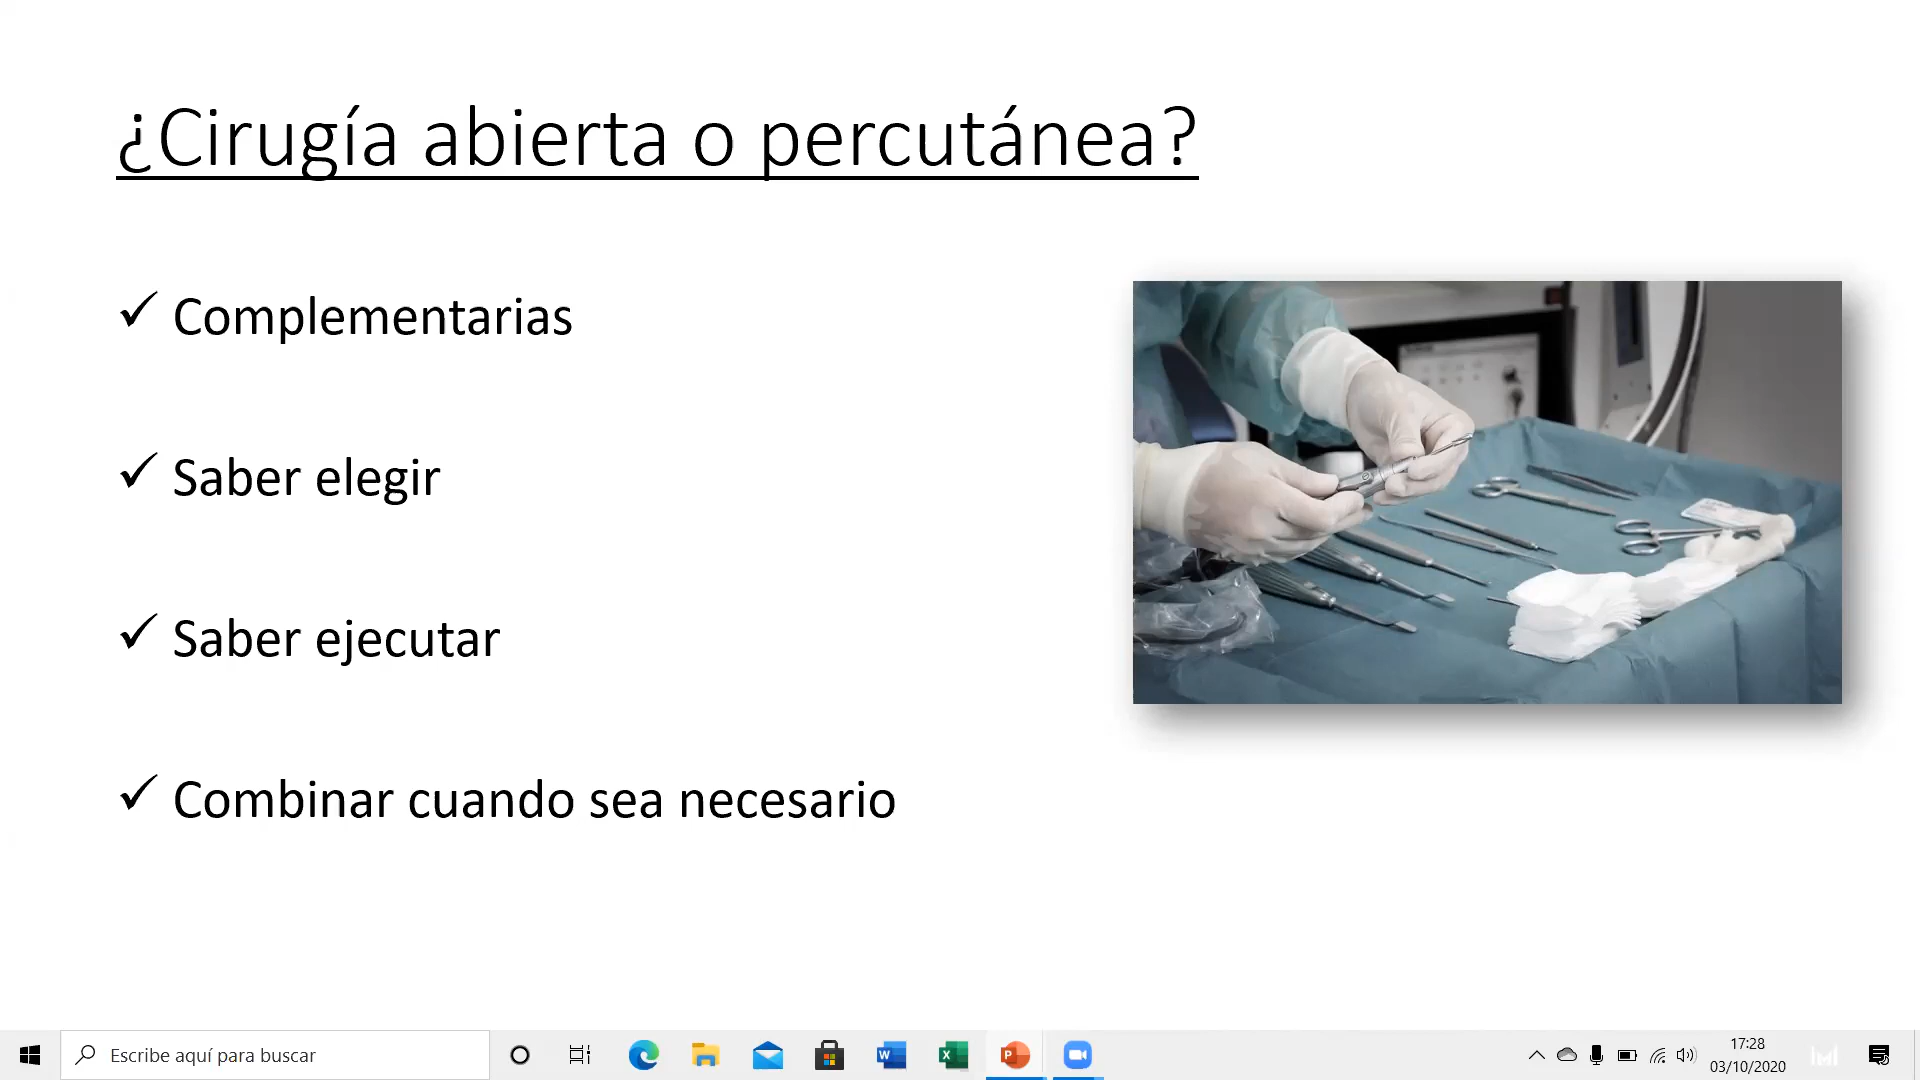 ¿Cirugía abierta o percutánea?
✓ Complementarias
✓ Saber elegir
✓ Saber ejecutar
✓ Combinar cuando sea necesario
Escribe aquí para buscar
17:28
03/10/2020